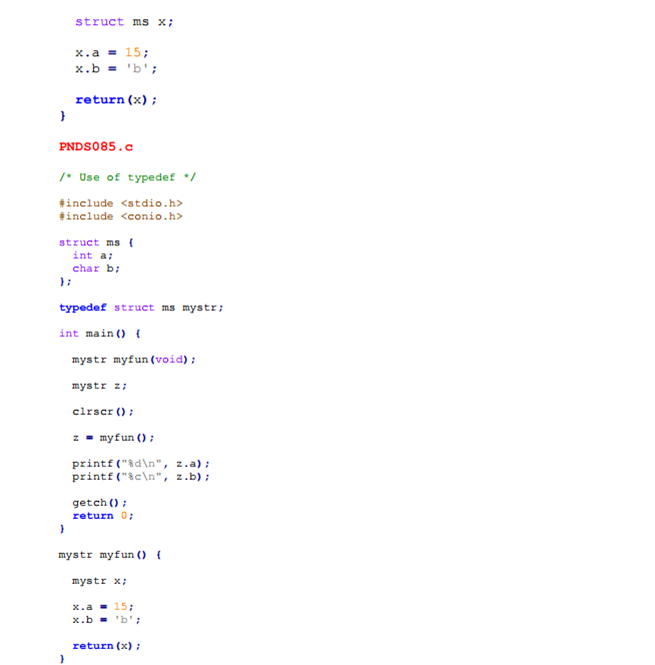 struct ms x;
x.a = 15;
x.b = 'b';
return(x);
}
PNDS085.c
/* Use of typedef */
#include <stdio.h>
#include <conio.h>
struct ms {
int a;
char b;
};
typedef struct ms mystr;
int main() {
mystr myfun(void);
mystr z;
clrscr();
z = myfun();
printf("%d\n", z.a);
printf("%c\n", z.b);
getch();
return 0;
}
mystr myfun() {
mystr x;
x.a = 15;
x.b = 'b';
return(x);
}